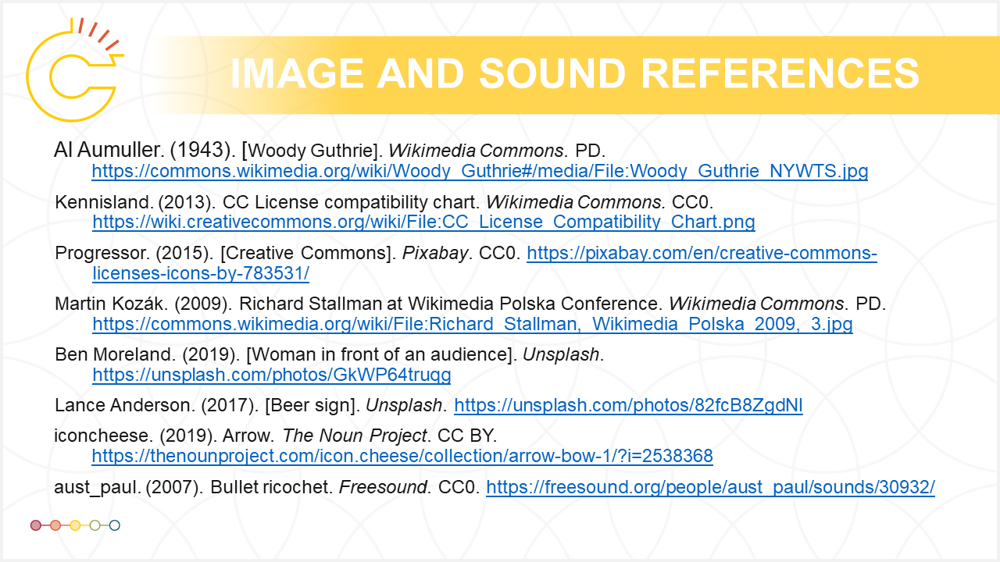 IMAGE AND SOUND REFERENCES
Al Aumuller. (1943). [Woody Guthrie]. Wikimedia Commons. PD.
https://commons.wikimedia.org/wiki/Woody_Guthrie#/media/File:Woody_Guthrie_NYWTS.jpg
Kennisland. (2013). CC License compatibility chart. Wikimedia Commons. CC0.
https://wiki.creativecommons.org/wiki/File:CC_License_Compatibility_Chart.png
Progressor. (2015). [Creative Commons]. Pixabay. CC0. https://pixabay.com/en/creative-commons-
licenses-icons-by-783531/
Martin Kozák. (2009). Richard Stallman at Wikimedia Polska Conference. Wikimedia Commons. PD.
https://commons.wikimedia.org/wiki/File:Richard_Stallman,_Wikimedia_Polska_2009,_3.jpg
Ben Moreland. (2019). [Woman in front of an audience]. Unsplash.
https://unsplash.com/photos/GkWP64truqg
Lance Anderson. (2017). [Beer sign]. Unsplash. https://unsplash.com/photos/82fcB8ZgdNI
iconcheese. (2019). Arrow. The Noun Project. CC BY.
https://thenounproject.com/icon.cheese/collection/arrow-bow-1/?i=2538368
aust_paul. (2007). Bullet ricochet. Freesound. CC0. https://freesound.org/people/aust_paul/sounds/30932/